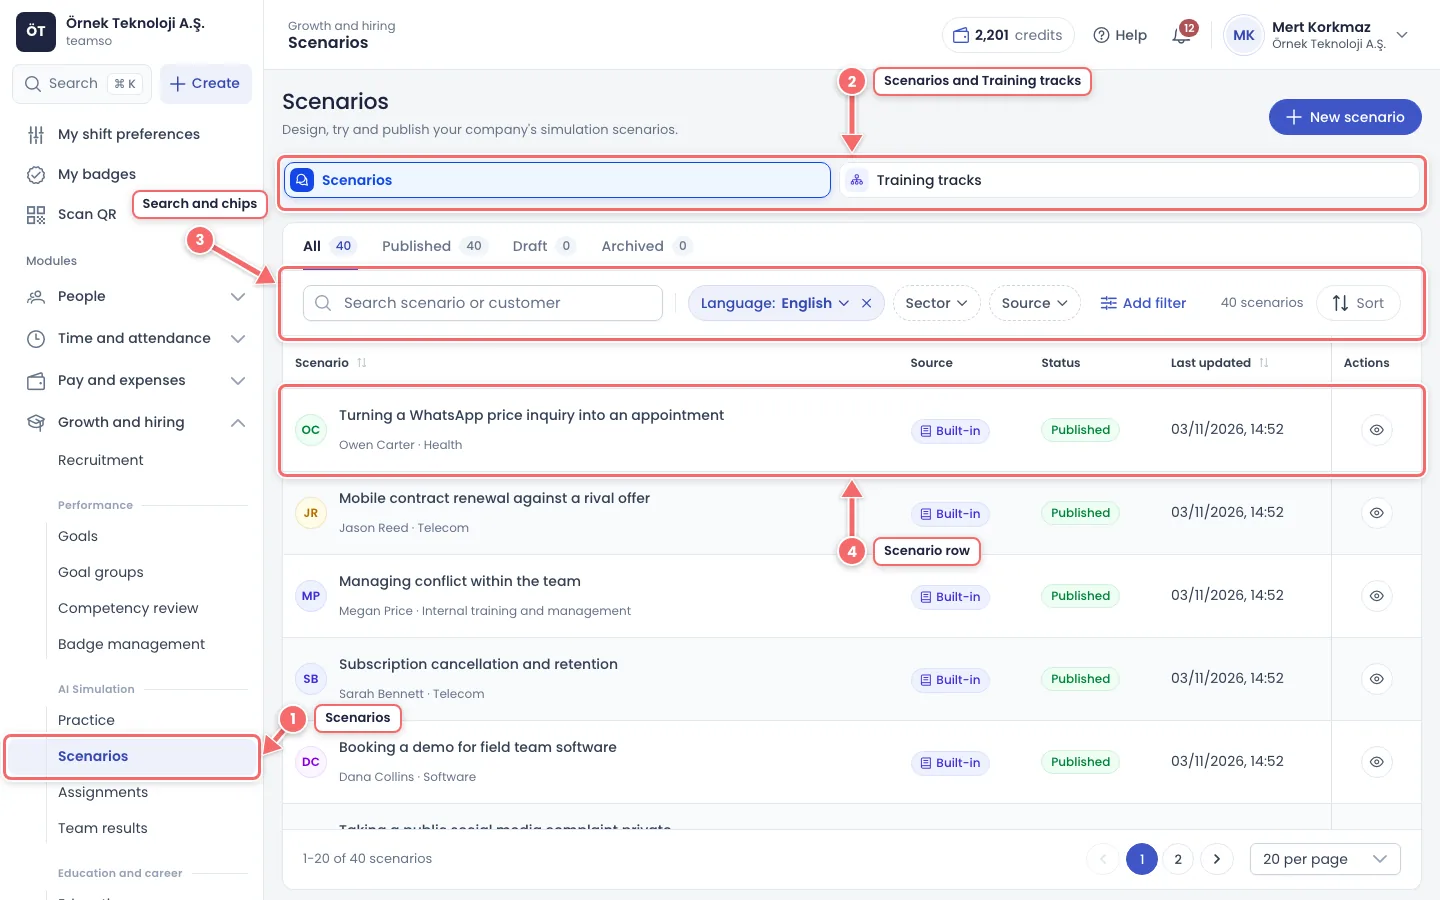 ÖT
Örnek Teknoloji A.Ş.
teamso
Search
⌘ K
Create
My shift preferences
My badges
Scan QR
Modules
People
Time and attendance
Pay and expenses
Growth and hiring
Recruitment
Performance
Goals
Goal groups
Competency review
Badge management
AI Simulation
Practice
Scenarios
Assignments
Team results
Education and career
Growth and hiring
Scenarios
2,201 credits
Help
12
MK
Mert Korkmaz
Örnek Teknoloji A.Ş.
Scenarios
Design, try and publish your company's simulation scenarios.
New scenario
2
Scenarios and Training tracks
Scenarios
Training tracks
Search and chips
3
All 40
Published 40
Draft 0
Archived 0
Search scenario or customer
Language: English
Sector
Source
Add filter
40 scenarios
Sort
Scenario
Source
Status
Last updated
Actions
OC
Turning a WhatsApp price inquiry into an appointment
Owen Carter · Health
Built-in
Published
03/11/2026, 14:52
JR
Mobile contract renewal against a rival offer
Jason Reed · Telecom
Built-in
Published
03/11/2026, 14:52
4
Scenario row
MP
Managing conflict within the team
Megan Price · Internal training and management
Built-in
Published
03/11/2026, 14:52
SB
Subscription cancellation and retention
Sarah Bennett · Telecom
Built-in
Published
03/11/2026, 14:52
1
Scenarios
DC
Booking a demo for field team software
Dana Collins · Software
Built-in
Published
03/11/2026, 14:52
Taking a public social media complaint private
1-20 of 40 scenarios
1
2
20 per page